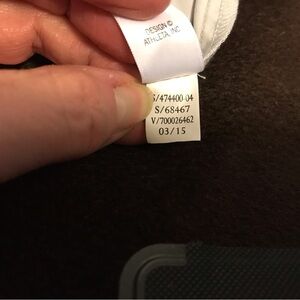 DESIGN ©
ATHLETA, INC.
S/474400-04
S/68467
V/700026462
03/15